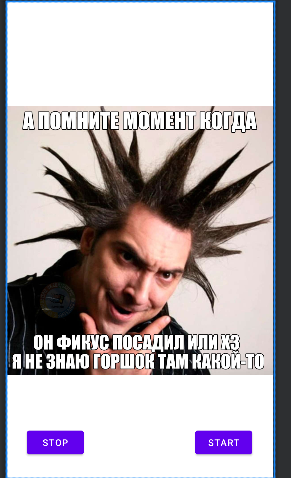 А ПОМНИТЕ МОМЕНТ КОГДА
ОН ФИКУС ПОСАДИЛ ИЛИ ХЗ
Я НЕ ЗНАЮ ГОРШОК ТАМ КАКОЙ-ТО
STOP
START